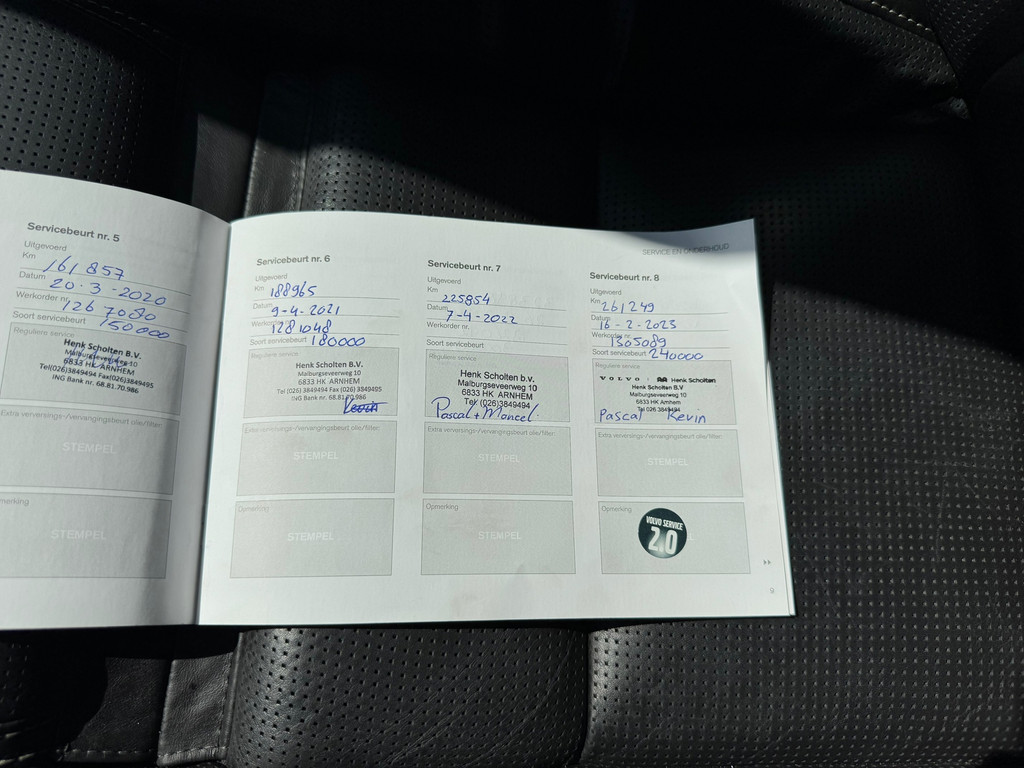 Servicebeurt nr. 5
Uitgevoerd
Km
161857
Datum
20-3-2020
Werkorder nr.
1267080
Soort servicebeurt
150000
Reguliere service
Henk Scholten B.V.
Malburgseveerweg 10
6833 HK ARNHEM
Tel(026)3849494 Fax(026)3849495
ING Bank nr. 68.81.70.986
Extra verversings-/vervangingsbeurt olie/filter:
STEMPEL
merking
STEMPEL
Servicebeurt nr. 6
Uitgevoerd
Km 188965
Datum 9-4-2021
Werkorder 1281048
Soort servicebeurt 180000
Reguliere service
Henk Scholten B.V.
Malburgseveerweg 10
6833 HK ARNHEM
Tel (026) 3849494 Fax (026) 3849495
ING Bank nr. 68.81.70.986
Extra verversings-/vervangingsbeurt olie/filter:
STEMPEL
Opmerking
STEMPEL
Servicebeurt nr. 7
Uitgevoerd
Km 225854
Datum 7-4-2022
Werkorder nr.
Soort servicebeurt
Reguliere service
Henk Scholten b.v.
Malburgseveerweg 10
6833 HK ARNHEM
Tel (026)3849494
Pascal + Marcel
Extra verversings-/vervangingsbeurt olie/filter:
STEMPEL
Opmerking
STEMPEL
SERVICE EN ONDERHOUD
Servicebeurt nr. 8
Uitgevoerd
Km 261249
Datum 16-2-2023
Werkorder 1305089
Soort servicebeurt 240000
Reguliere service
VOLVO Henk Scholten
Henk Scholten B.V.
Malburgseveerweg 10
6833 HK Arnhem
Tel 026 3849494
Pascal Kevin
Extra verversings-/vervangingsbeurt olie/filter:
STEMPEL
Opmerking
VOLVO SERVICE
2.0
9